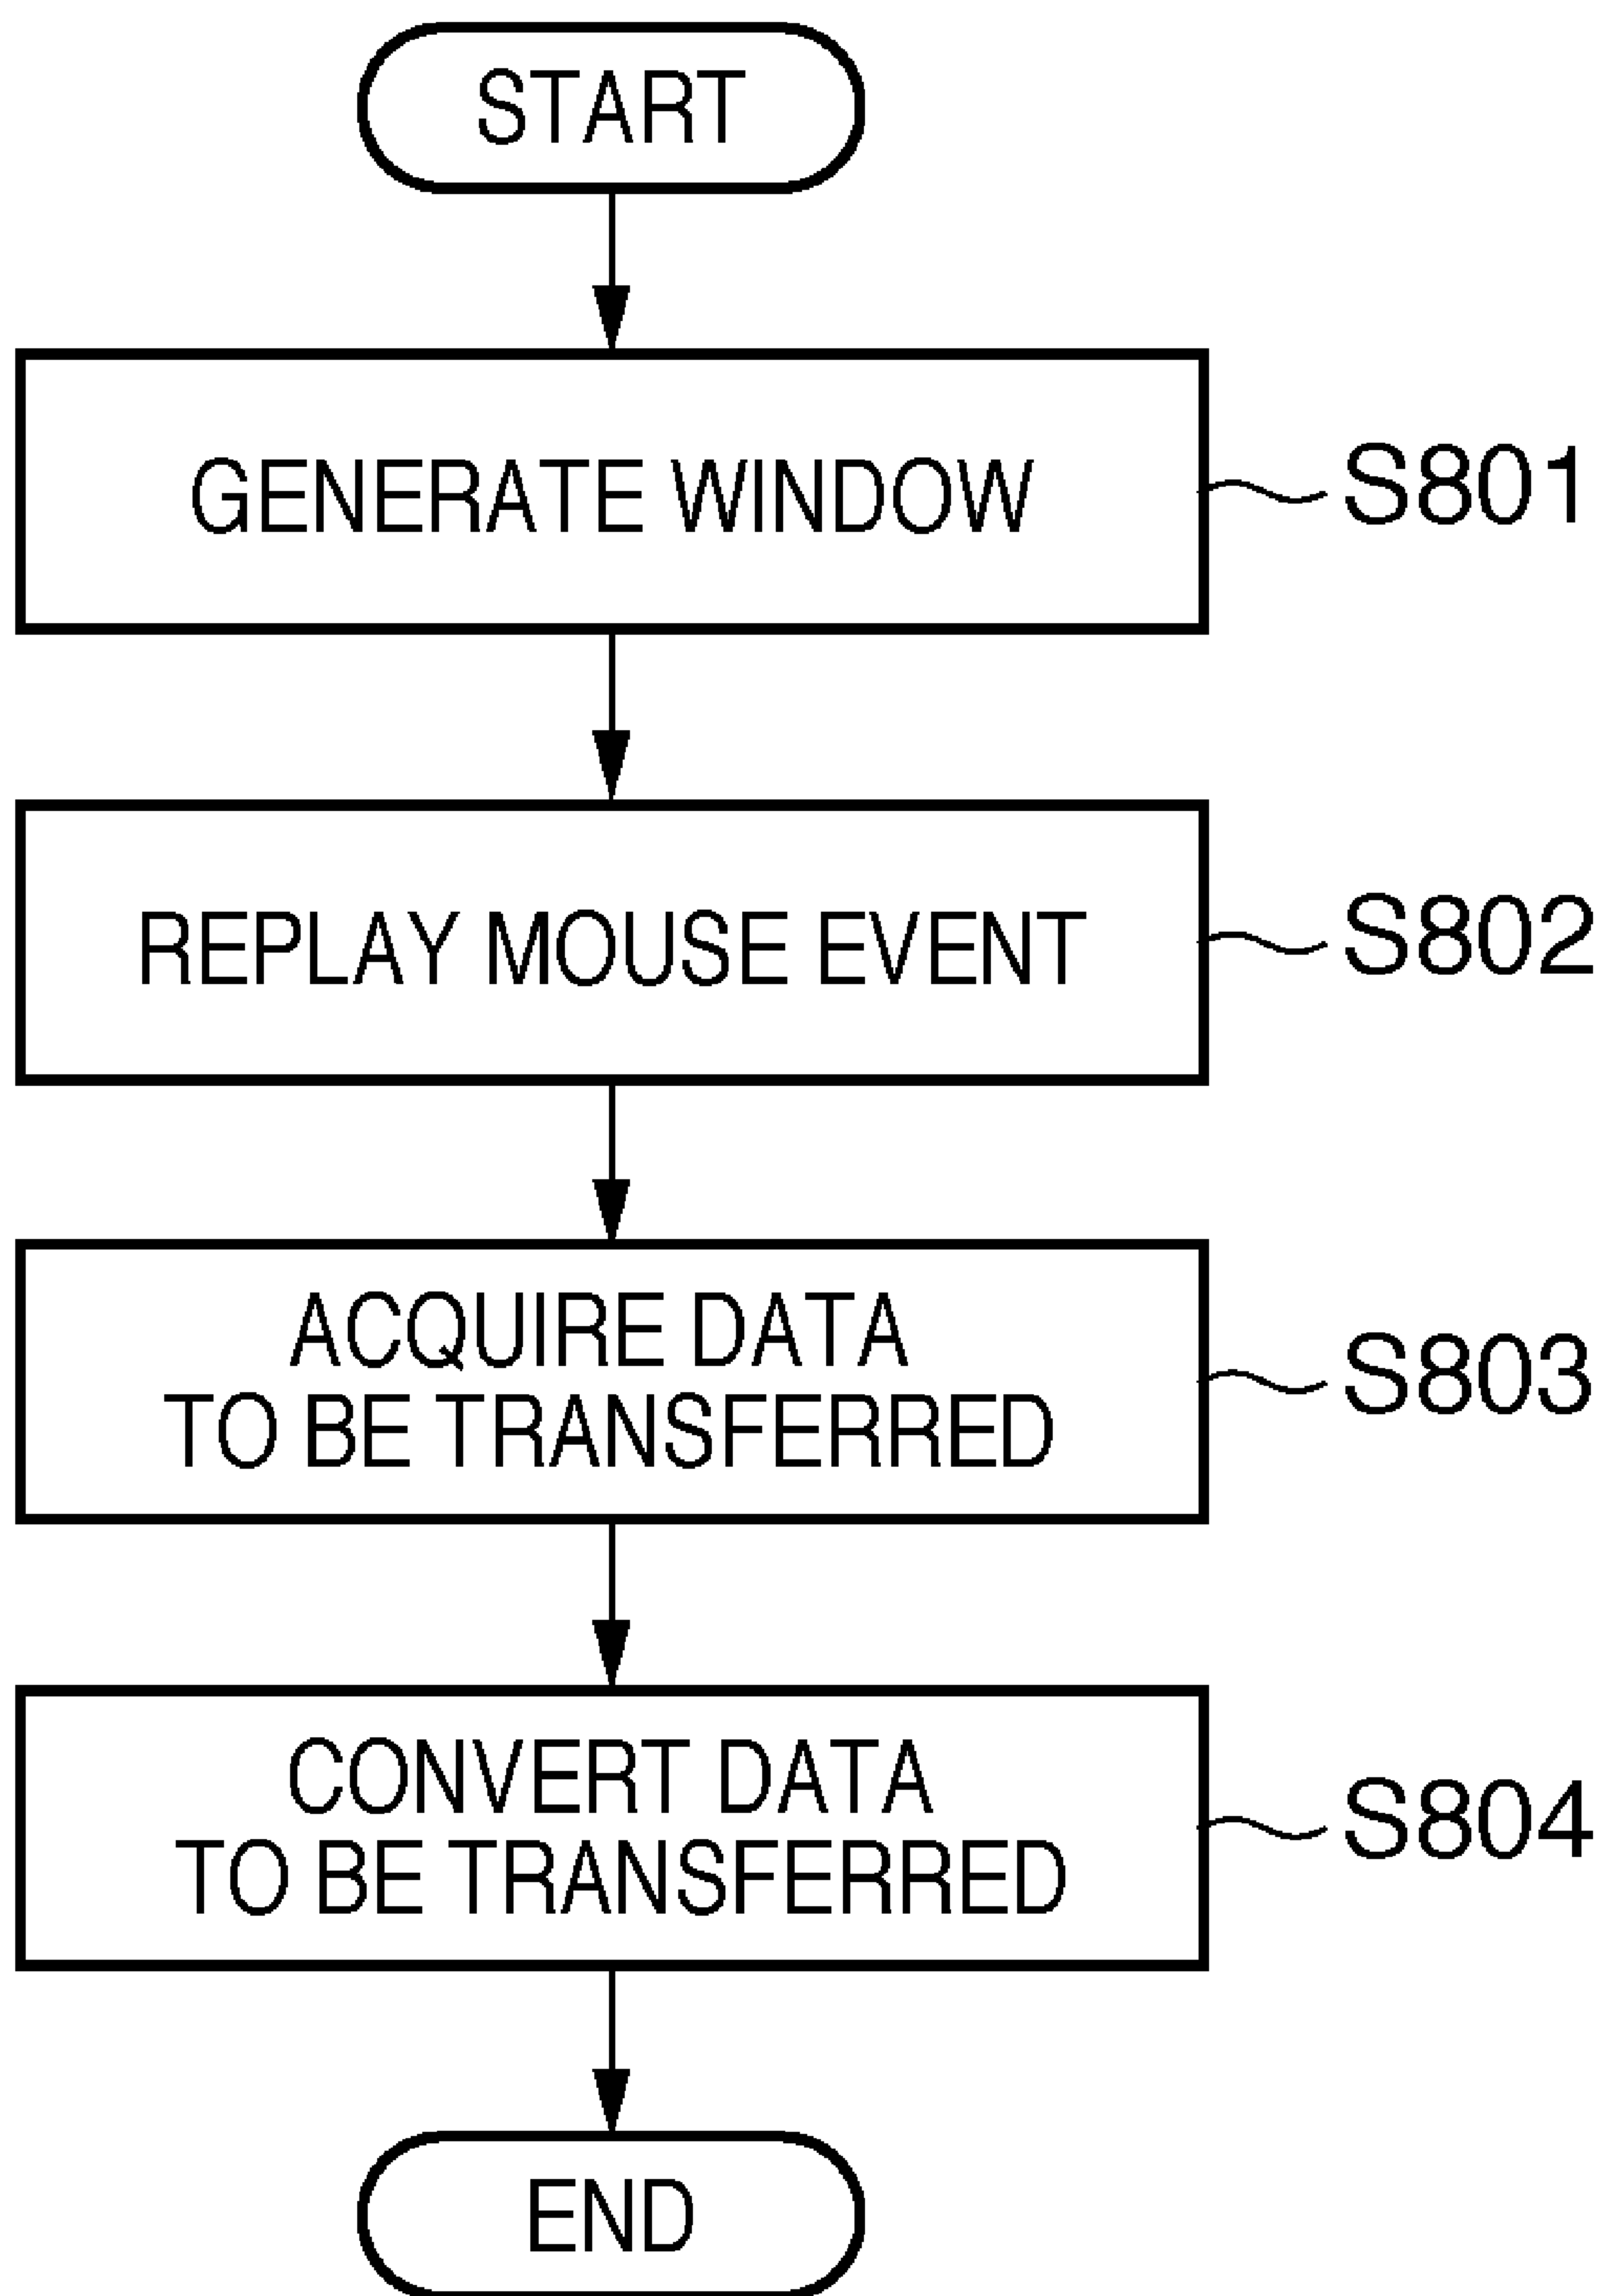 START
GENERATE WINDOW
S801
REPLAY MOUSE EVENT
S802
ACQUIRE DATA
TO BE TRANSFERRED
S803
CONVERT DATA
TO BE TRANSFERRED
S804
END